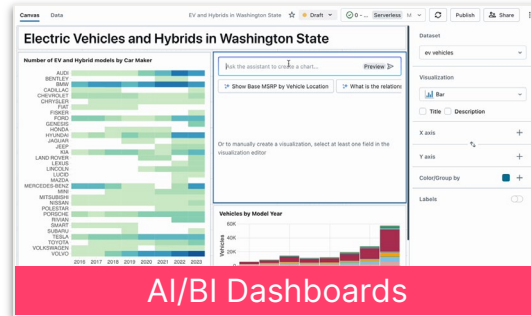 Canvas
Data
EV and Hybrids in Washington State
Draft
0 - ... Serverless M
Publish
Share
Electric Vehicles and Hybrids in Washington State
Number of EV and Hybrid models by Car Maker
AUDI
BENTLEY
BMW
CADILLAC
CHEVROLET
CHRYSLER
FIAT
FISKER
FORD
GENESIS
HONDA
HYUNDAI
JAGUAR
JEEP
KIA
LAND ROVER
LEXUS
LINCOLN
LUCID
MAZDA
MERCEDES-BENZ
MINI
MITSUBISHI
NISSAN
POLESTAR
PORSCHE
RIVIAN
SMART
SUBARU
TESLA
TOYOTA
VOLKSWAGEN
VOLVO
2016 2017 2018 2019 2020 2021 2022 2023
Ask the assistant to create a chart...
Preview
Show Base MSRP by Vehicle Location
What is the relations
Or to manually create a visualization, select at least one field in the
visualization editor
Vehicles by Model Year
Vehicles
60K
40K
20K
0
Dataset
ev vehicles
Visualization
Bar
Title
Description
X axis
Y axis
Color/Group by
Labels
AI/BI Dashboards